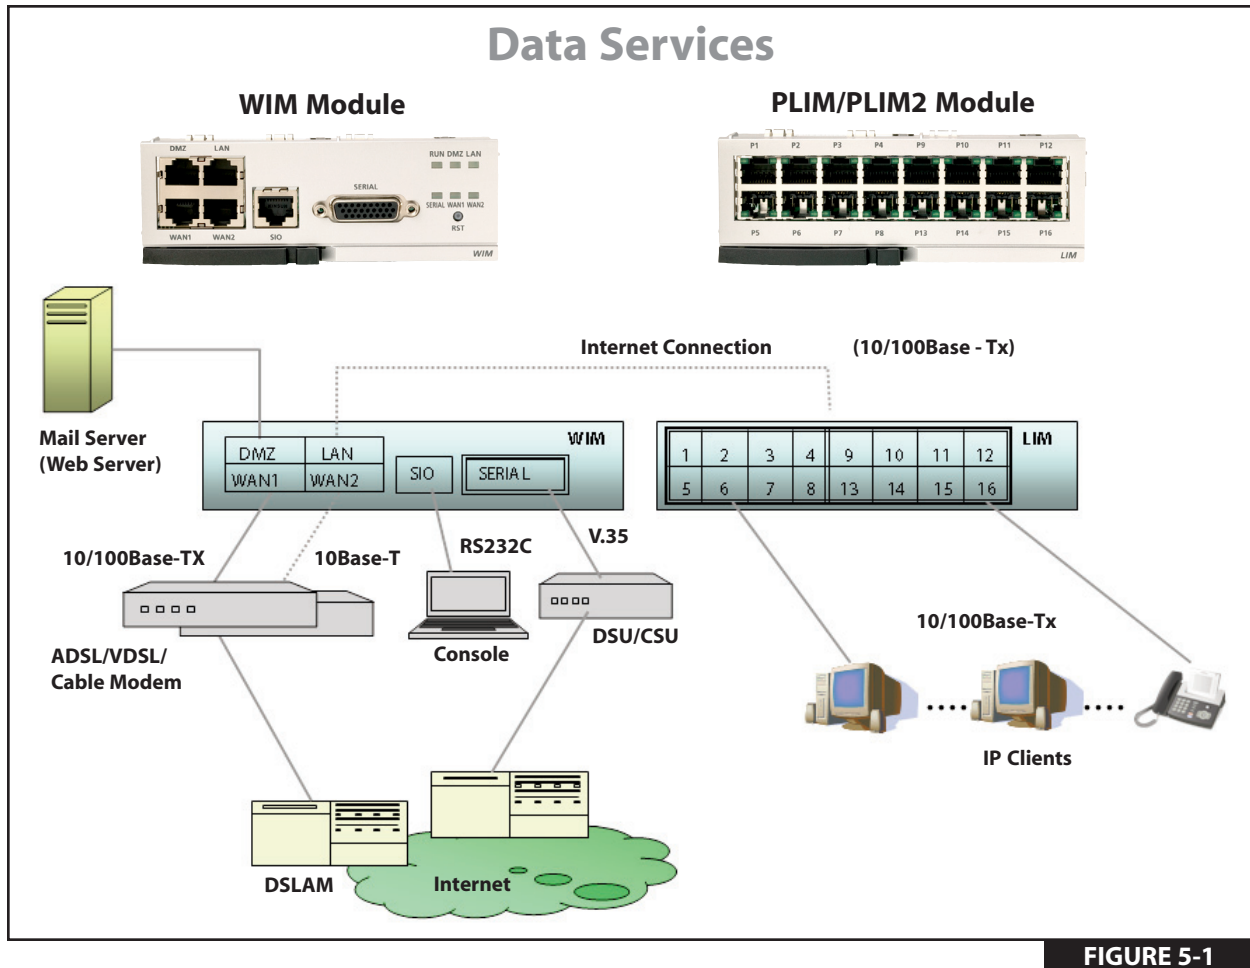 Data Services
WIM Module
PLIM/PLIM2 Module
DMZ LAN
RUN DMZ LAN
SERIAL
SERIAL WAN1 WAN2
RST
WAN1 WAN2 SIO
WIM
P1 P2 P3 P4 P9 P10 P11 P12
P5 P6 P7 P8 P13 P14 P15 P16
LIM
Internet Connection (10/100Base - Tx)
Mail Server
(Web Server)
WIM
DMZ LAN
WAN1 WAN2
SIO
SERIAL
LIM
1 2 3 4 9 10 11 12
5 6 7 8 13 14 15 16
10/100Base-TX
10Base-T
RS232C
V.35
ADSL/VDSL/
Cable Modem
Console
DSU/CSU
10/100Base-Tx
IP Clients
DSLAM
Internet
FIGURE 5-1